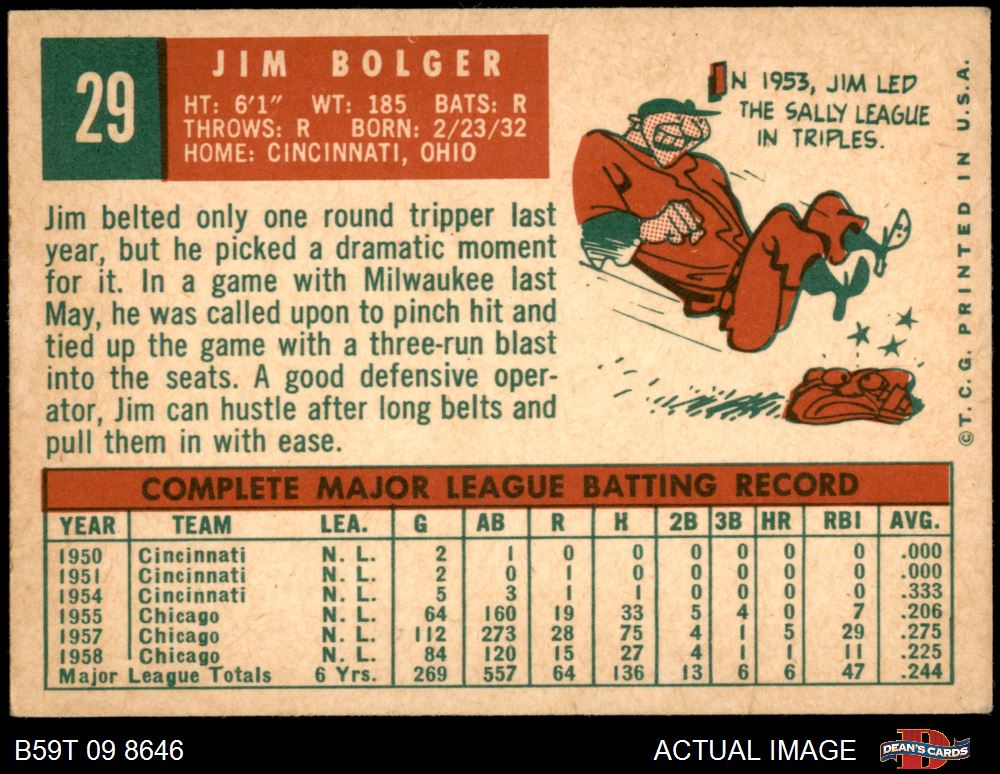 29
JIM BOLGER
HT: 6'1" WT: 185 BATS: R
THROWS: R BORN: 2/23/32
HOME: CINCINNATI, OHIO
IN 1953, JIM LED
THE SALLY LEAGUE
IN TRIPLES.
Jim belted only one round tripper last
year, but he picked a dramatic moment
for it. In a game with Milwaukee last
May, he was called upon to pinch hit and
tied up the game with a three-run blast
into the seats. A good defensive oper-
ator, Jim can hustle after long belts and
pull them in with ease.
©T.C.G. PRINTED IN U.S.A.
COMPLETE MAJOR LEAGUE BATTING RECORD
YEAR TEAM LEA. G AB R H 2B 3B HR RBI AVG.
1950 Cincinnati N. L. 2 1 0 0 0 0 0 0 .000
1951 Cincinnati N. L. 2 0 1 0 0 0 0 0 .000
1954 Cincinnati N. L. 5 3 1 1 0 0 0 0 .333
1955 Chicago N. L. 64 160 19 33 5 4 0 7 .206
1957 Chicago N. L. 112 273 28 75 4 1 5 29 .275
1958 Chicago N. L. 84 120 15 27 4 1 1 11 .225
Major League Totals 6 Yrs. 269 557 64 136 13 6 6 47 .244
B59T 09 8646
ACTUAL IMAGE
DEAN'S CARDS